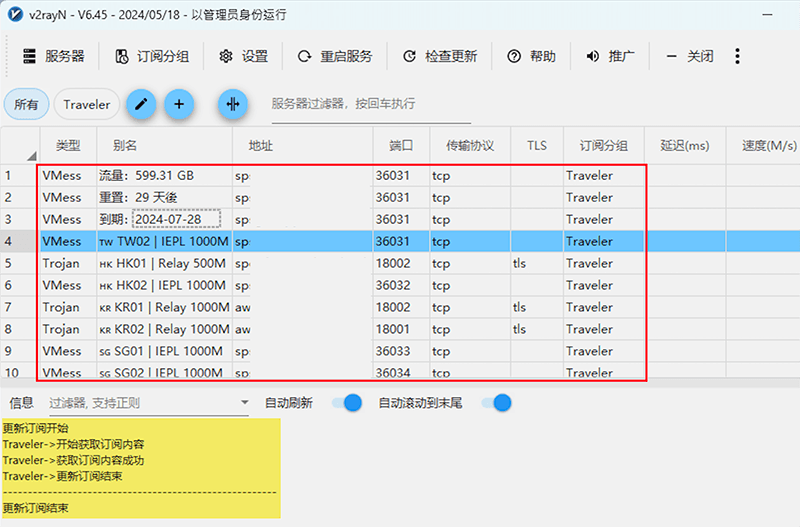 v2rayN - V6.45 - 2024/05/18 - 以管理员身份运行
服务器 订阅分组 设置 重启服务 检查更新 帮助 推广 关闭
所有 Traveler 服务器过滤器，按回车执行
类型 别名 地址 端口 传输协议 TLS 订阅分组 延迟(ms) 速度(M/s)
1 VMess 流量：599.31 GB sp 36031 tcp Traveler
2 VMess 重置：29 天後 sp 36031 tcp Traveler
3 VMess 到期：2024-07-28 sp 36031 tcp Traveler
4 VMess TW TW02 | IEPL 1000M sp 36031 tcp Traveler
5 Trojan HK HK01 | Relay 500M sp 18002 tcp tls Traveler
6 VMess HK HK02 | IEPL 1000M sp 36032 tcp Traveler
7 Trojan KR KR01 | Relay 1000M aw 18002 tcp tls Traveler
8 Trojan KR KR02 | Relay 1000M aw 18001 tcp tls Traveler
9 VMess SG SG01 | IEPL 1000M sp 36033 tcp Traveler
10 VMess SG SG02 | IEPL 1000M sp 36034 tcp Traveler
信息 过滤器, 支持正则 自动刷新 自动滚动到末尾
更新订阅开始
Traveler->开始获取订阅内容
Traveler->获取订阅内容成功
Traveler->更新订阅结束
------------------------------------------------------
更新订阅结束